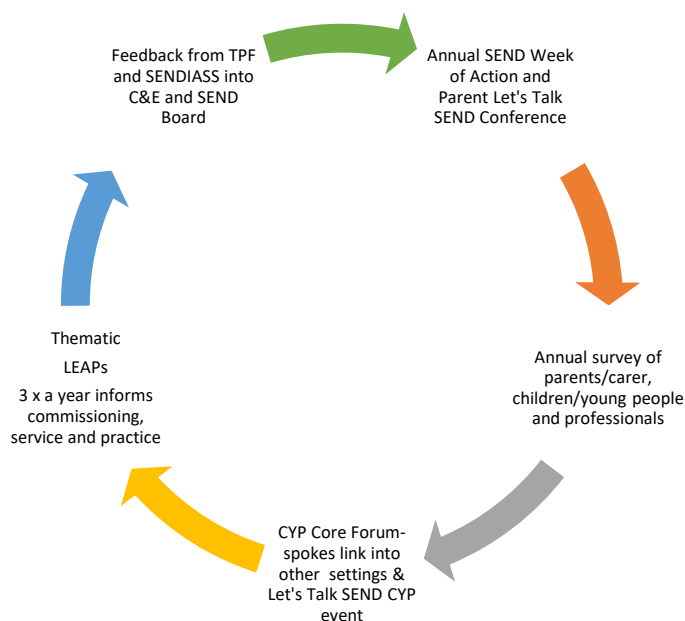 Feedback from TPF
and SENDIASS into
C&E and SEND
Board
Annual SEND Week
of Action and
Parent Let's Talk
SEND Conference
Annual survey of
parents/carer,
children/young people
and professionals
CYP Core Forum-
spokes link into
other settings &
Let's Talk SEND CYP
event
Thematic
LEAPs
3 x a year informs
commissioning,
service and practice